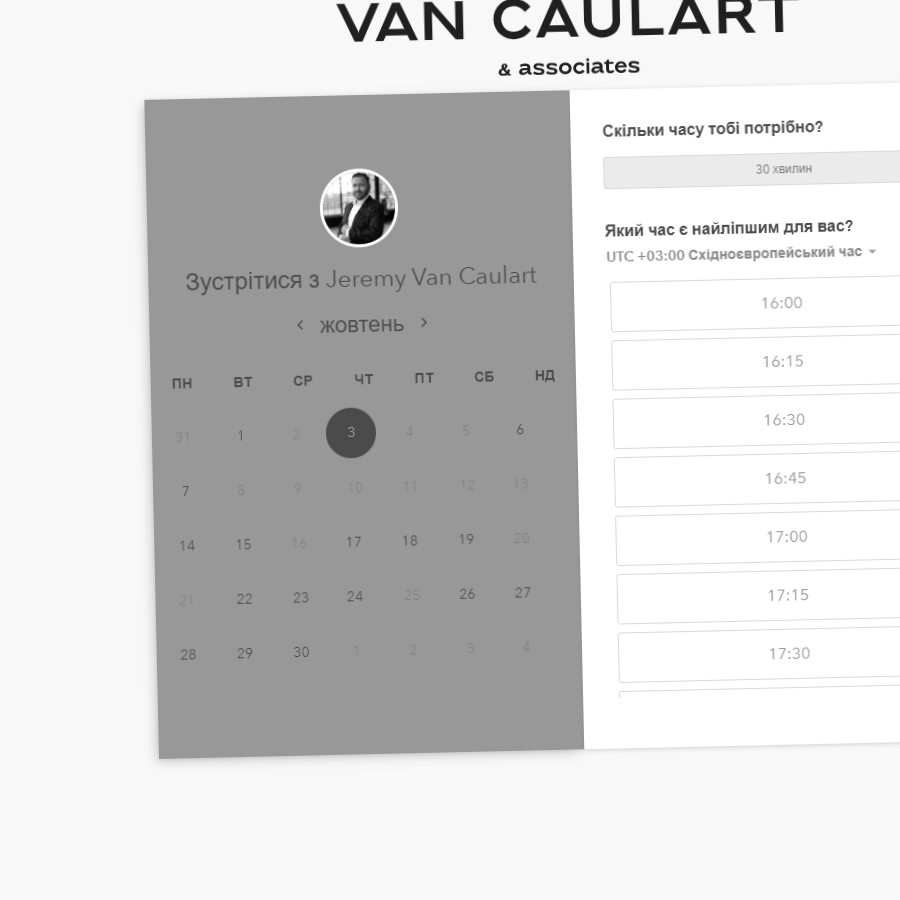 VAN CAULART
& associates
Зустрітися з Jeremy Van Caulart
жовтень
ПН ВТ СР ЧТ ПТ СБ НД
31 1 2 3 4 5 6
7 8 9 10 11 12 13
14 15 16 17 18 19 20
21 22 23 24 25 26 27
28 29 30 1 2 3 4
Скільки часу тобі потрібно?
30 хвилин
Який час є найліпшим для вас?
UTC +03:00 Східноєвропейський час
16:00
16:15
16:30
16:45
17:00
17:15
17:30